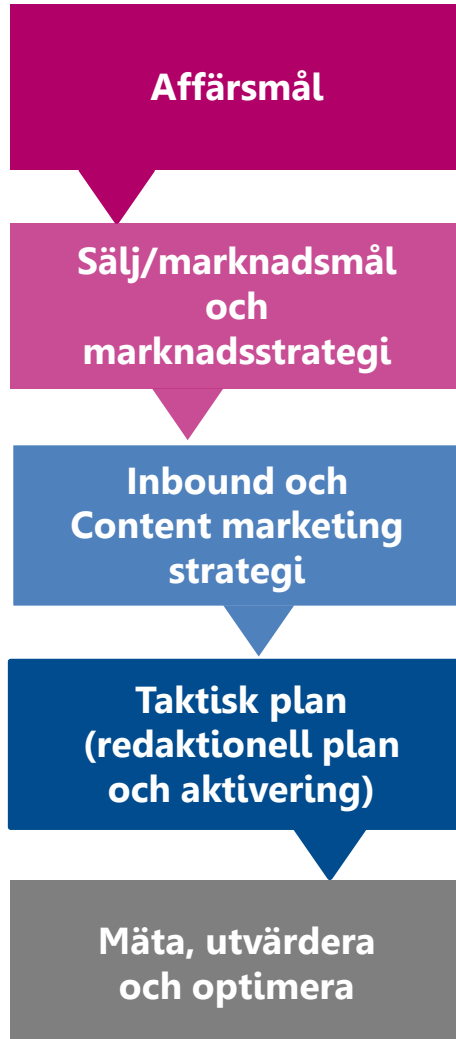 Affärsmål
Sälj/marknadsmål
och
marknadsstrategi
Inbound och
Content marketing
strategi
Taktisk plan
(redaktionell plan
och aktivering)
Mäta, utvärdera
och optimera